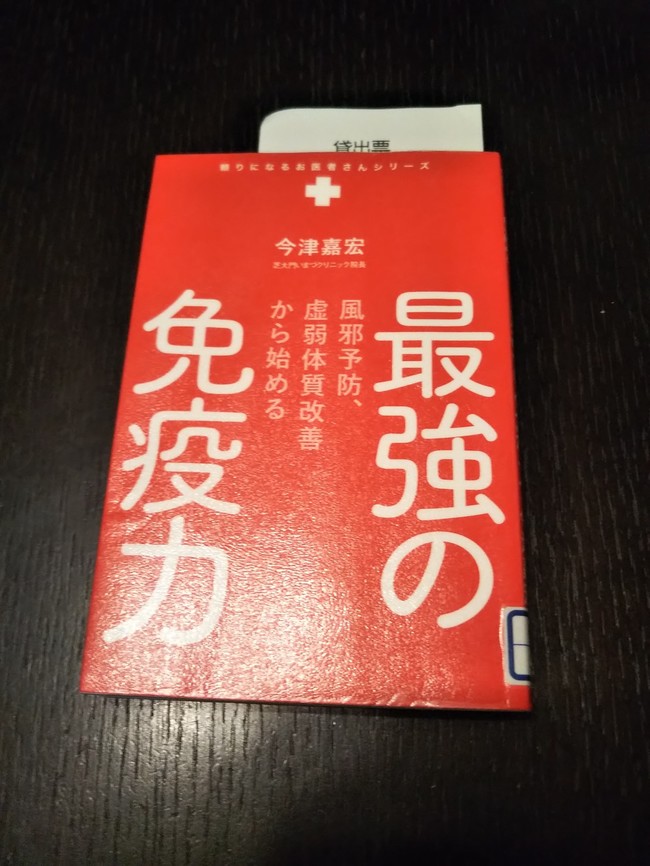 貸出票
頼りになるお医者さんシリーズ
今津嘉宏
芝大門いまづクリニック院長
最強の
免疫力
風邪予防、
虚弱体質改善
から始める